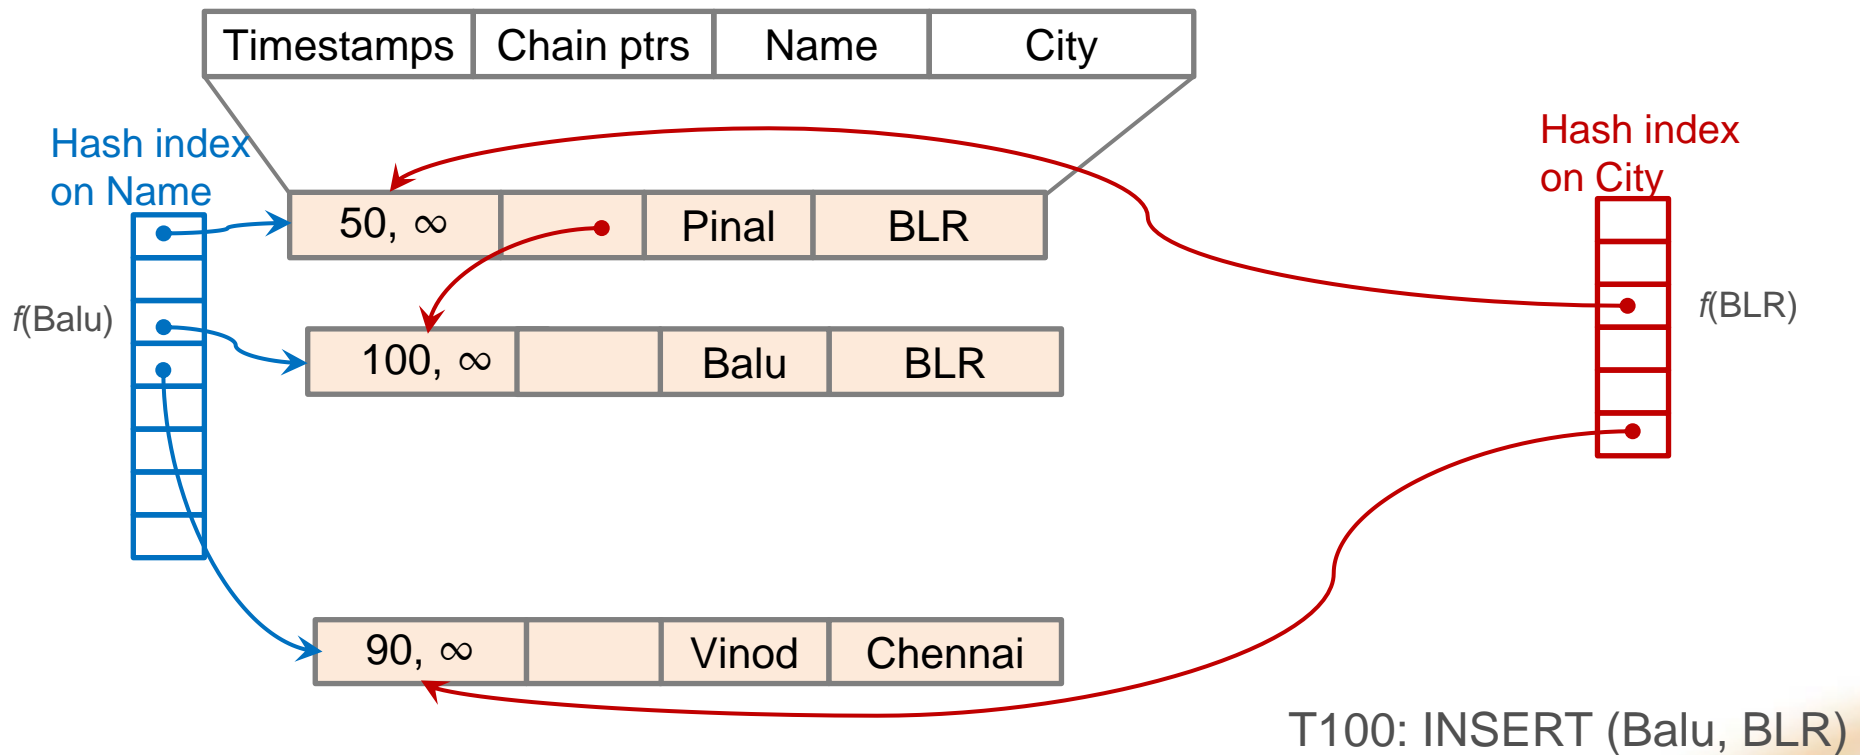 Timestamps Chain ptrs Name City
Hash index
on Name
Hash index
on City
50, ∞ Pinal BLR
f(Balu)
f(BLR)
100, ∞ Balu BLR
90, ∞ Vinod Chennai
T100: INSERT (Balu, BLR)